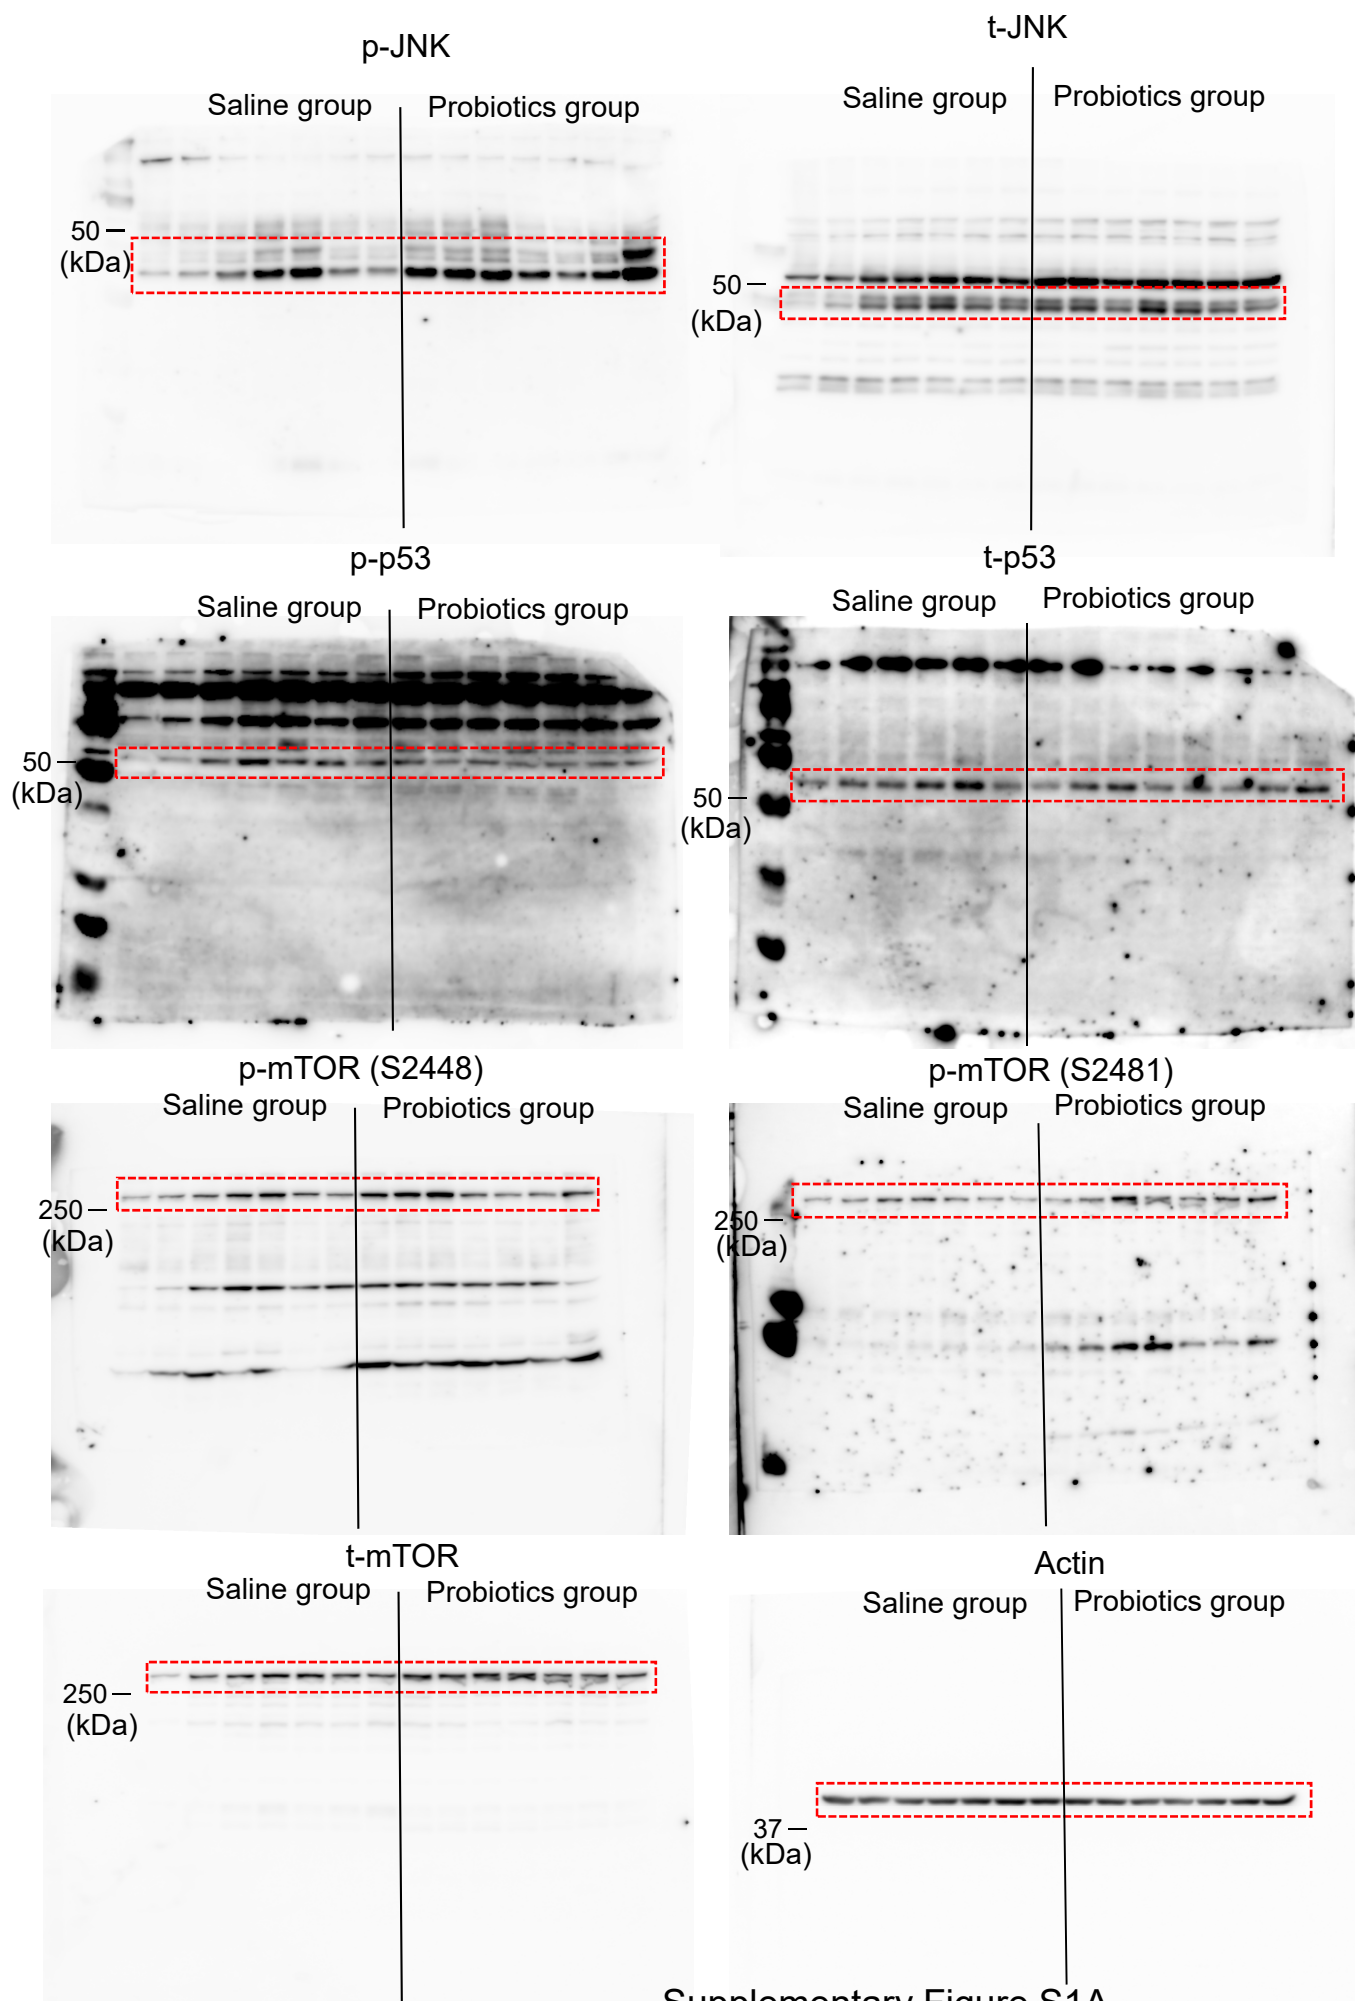 p-JNK
Saline group
Probiotics group
50
(kDa)
t-JNK
Saline group
Probiotics group
50
(kDa)
p-p53
Saline group
Probiotics group
50
(kDa)
t-p53
Saline group
Probiotics group
50
(kDa)
p-mTOR (S2448)
Saline group
Probiotics group
250
(kDa)
p-mTOR (S2481)
Saline group
Probiotics group
250
(kDa)
t-mTOR
Saline group
Probiotics group
250
(kDa)
Actin
Saline group
Probiotics group
37
(kDa)
Supplementary Figure S1A